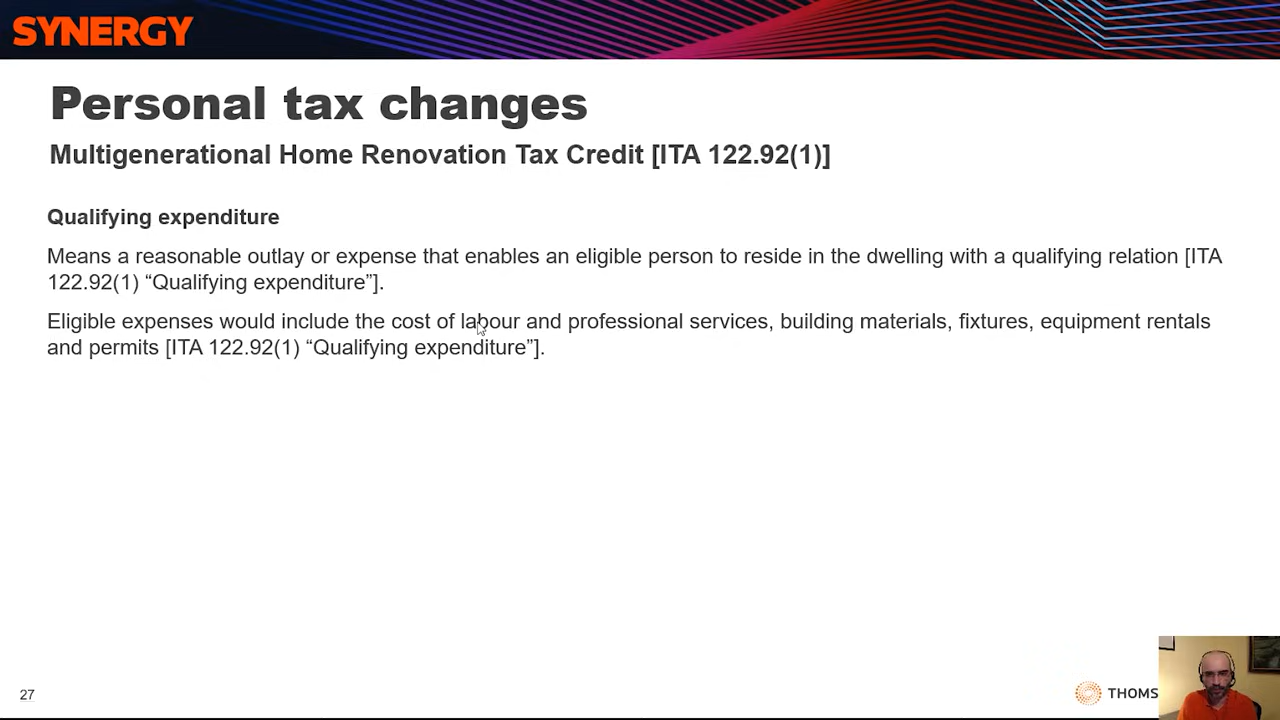 SYNERGY
Personal tax changes
Multigenerational Home Renovation Tax Credit [ITA 122.92(1)]
Qualifying expenditure
Means a reasonable outlay or expense that enables an eligible person to reside in the dwelling with a qualifying relation [ITA
122.92(1) “Qualifying expenditure”].
Eligible expenses would include the cost of labour and professional services, building materials, fixtures, equipment rentals
and permits [ITA 122.92(1) “Qualifying expenditure”].
27
THOMS